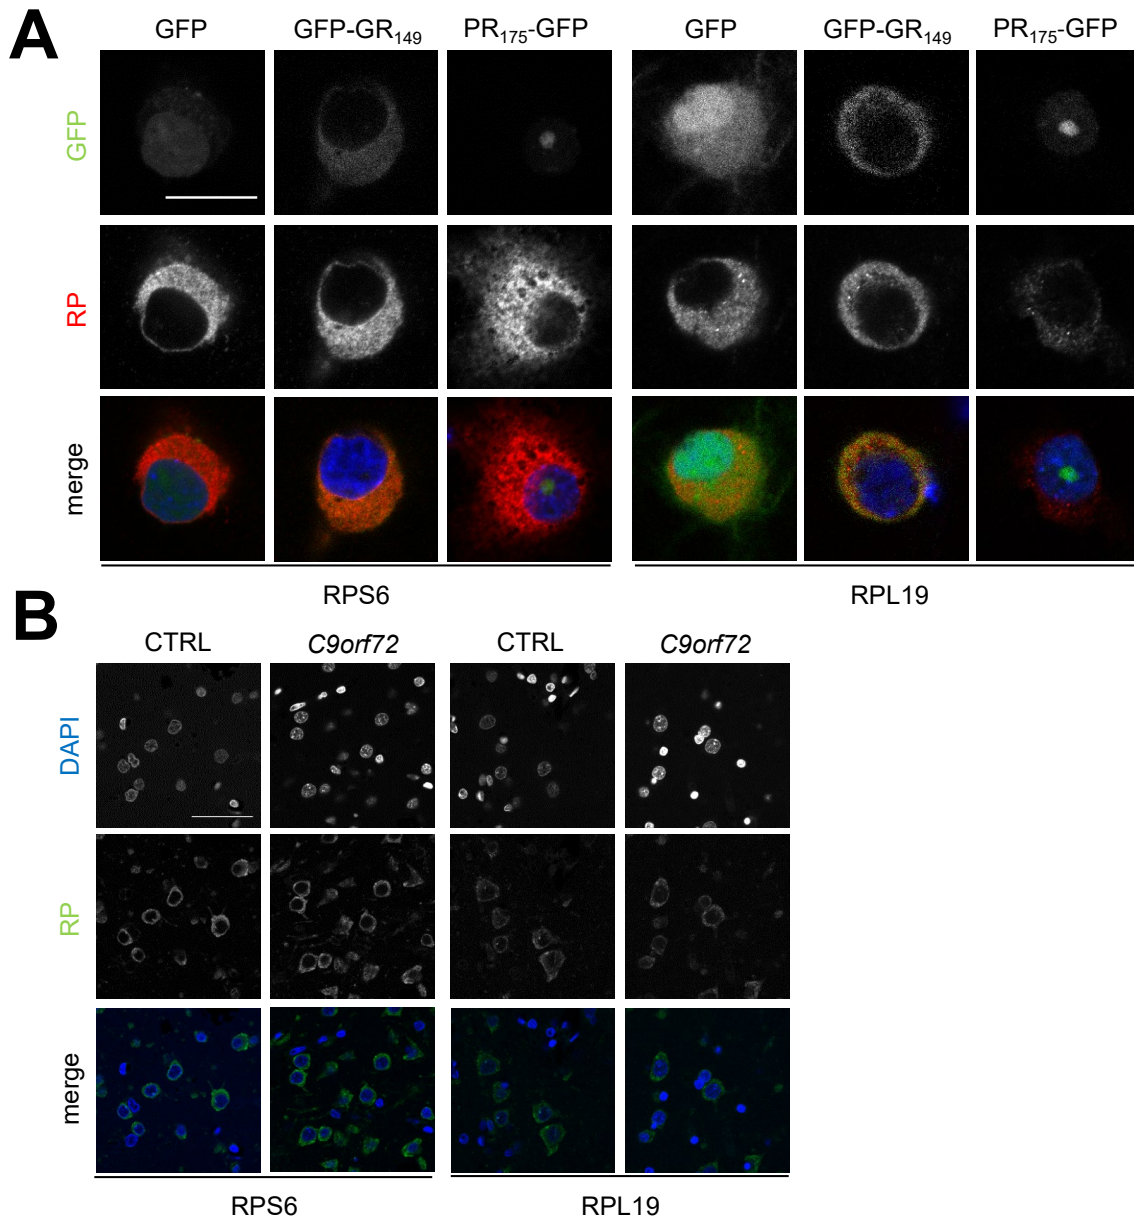 A
GFP GFP-GR149 PR175-GFP GFP GFP-GR149 PR175-GFP
GFP
RP
merge
RPS6 RPL19
B
CTRL C9orf72 CTRL C9orf72
DAPI
RP
merge
RPS6 RPL19